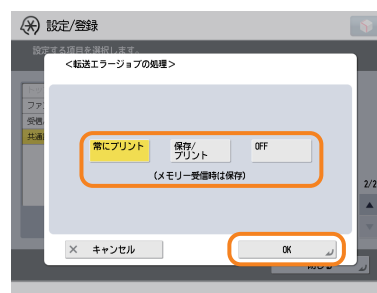 設定/登録
設定する項目を選択します。
<転送エラージョブの処理>
ファ
受信
共通
常にプリント
保存/
プリント
OFF
(メモリー受信時は保存)
2/2
× キャンセル
OK